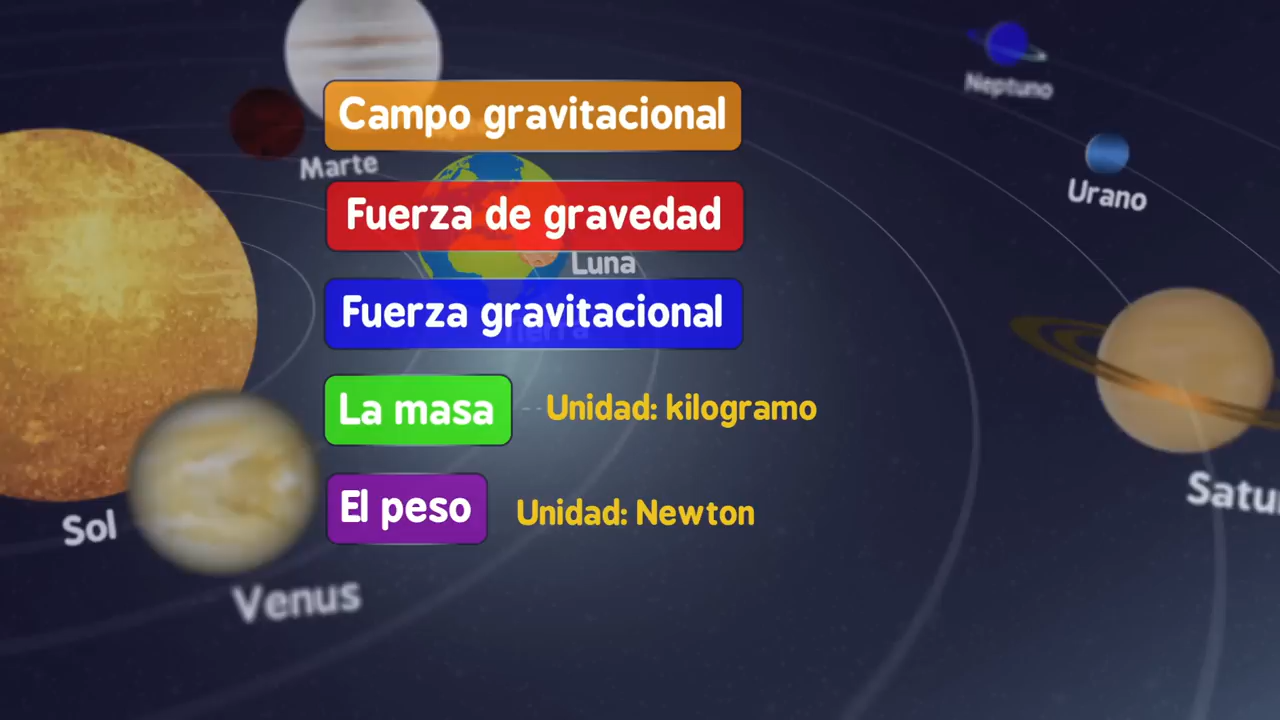 Campo gravitacional
Neptuno
Marte
Urano
Fuerza de gravedad
Luna
Fuerza gravitacional
Tierra
La masa
Unidad: kilogramo
Satu
El peso
Unidad: Newton
Sol
Venus